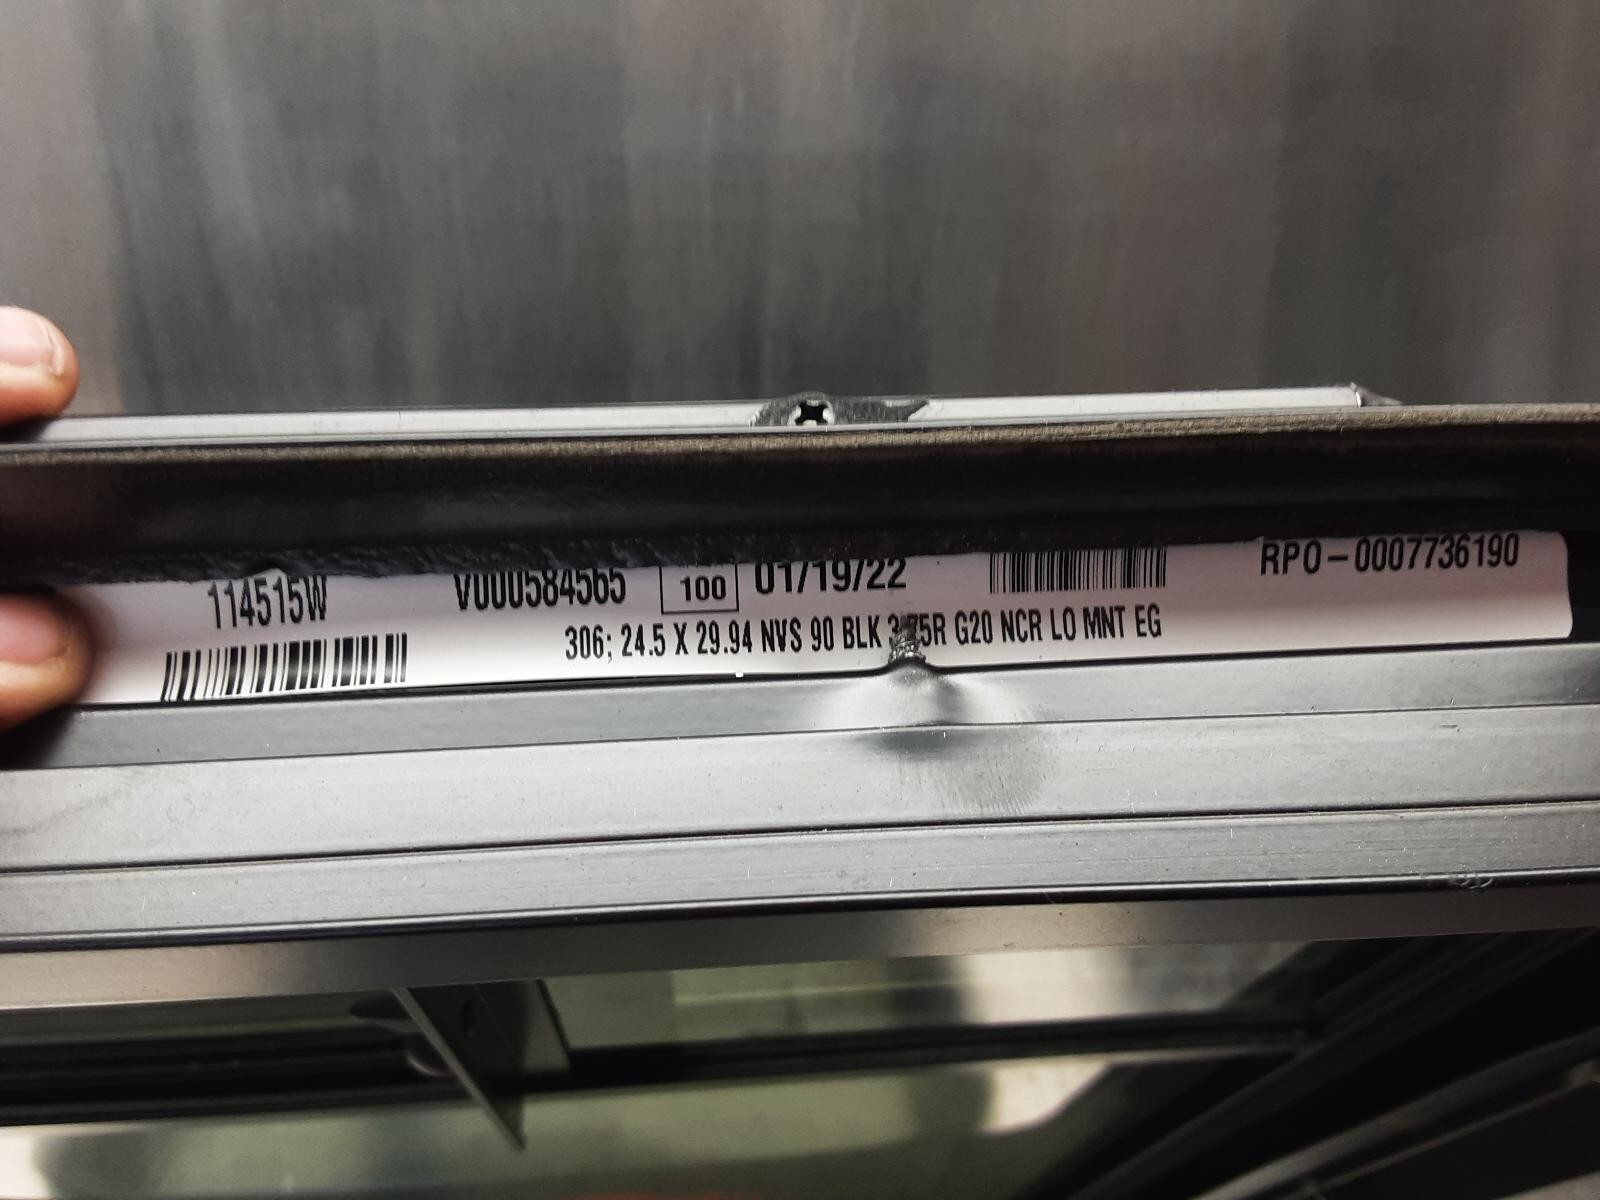 114515W V000584565 100 01/19/22 RPO-0007736190
306; 24.5 X 29.94 NVS 90 BLK G20 NCR LO MNT EG